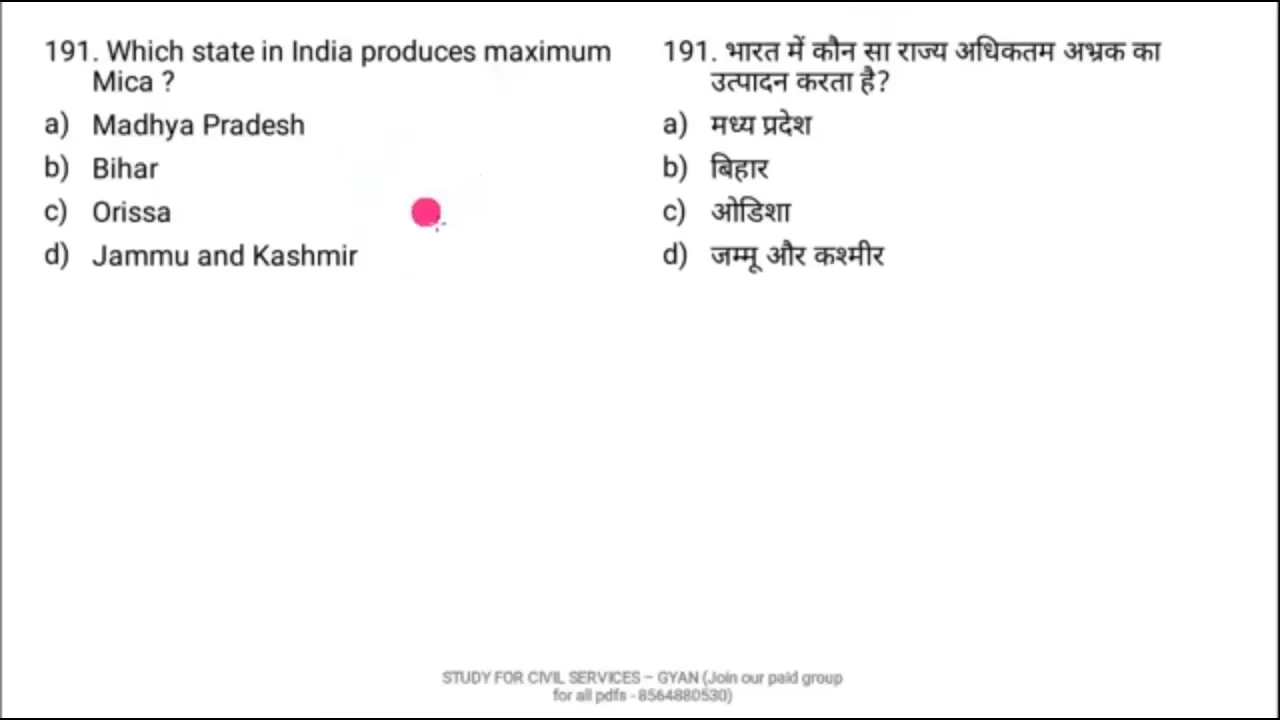 191. Which state in India produces maximum
Mica ?
a) Madhya Pradesh
b) Bihar
c) Orissa
d) Jammu and Kashmir
191. भारत में कौन सा राज्य अधिकतम अभ्रक का
उत्पादन करता है?
a) मध्य प्रदेश
b) बिहार
c) ओडिशा
d) जम्मू और कश्मीर
STUDY FOR CIVIL SERVICES – GYAN (Join our paid group
for all pdfs - 8564880530)